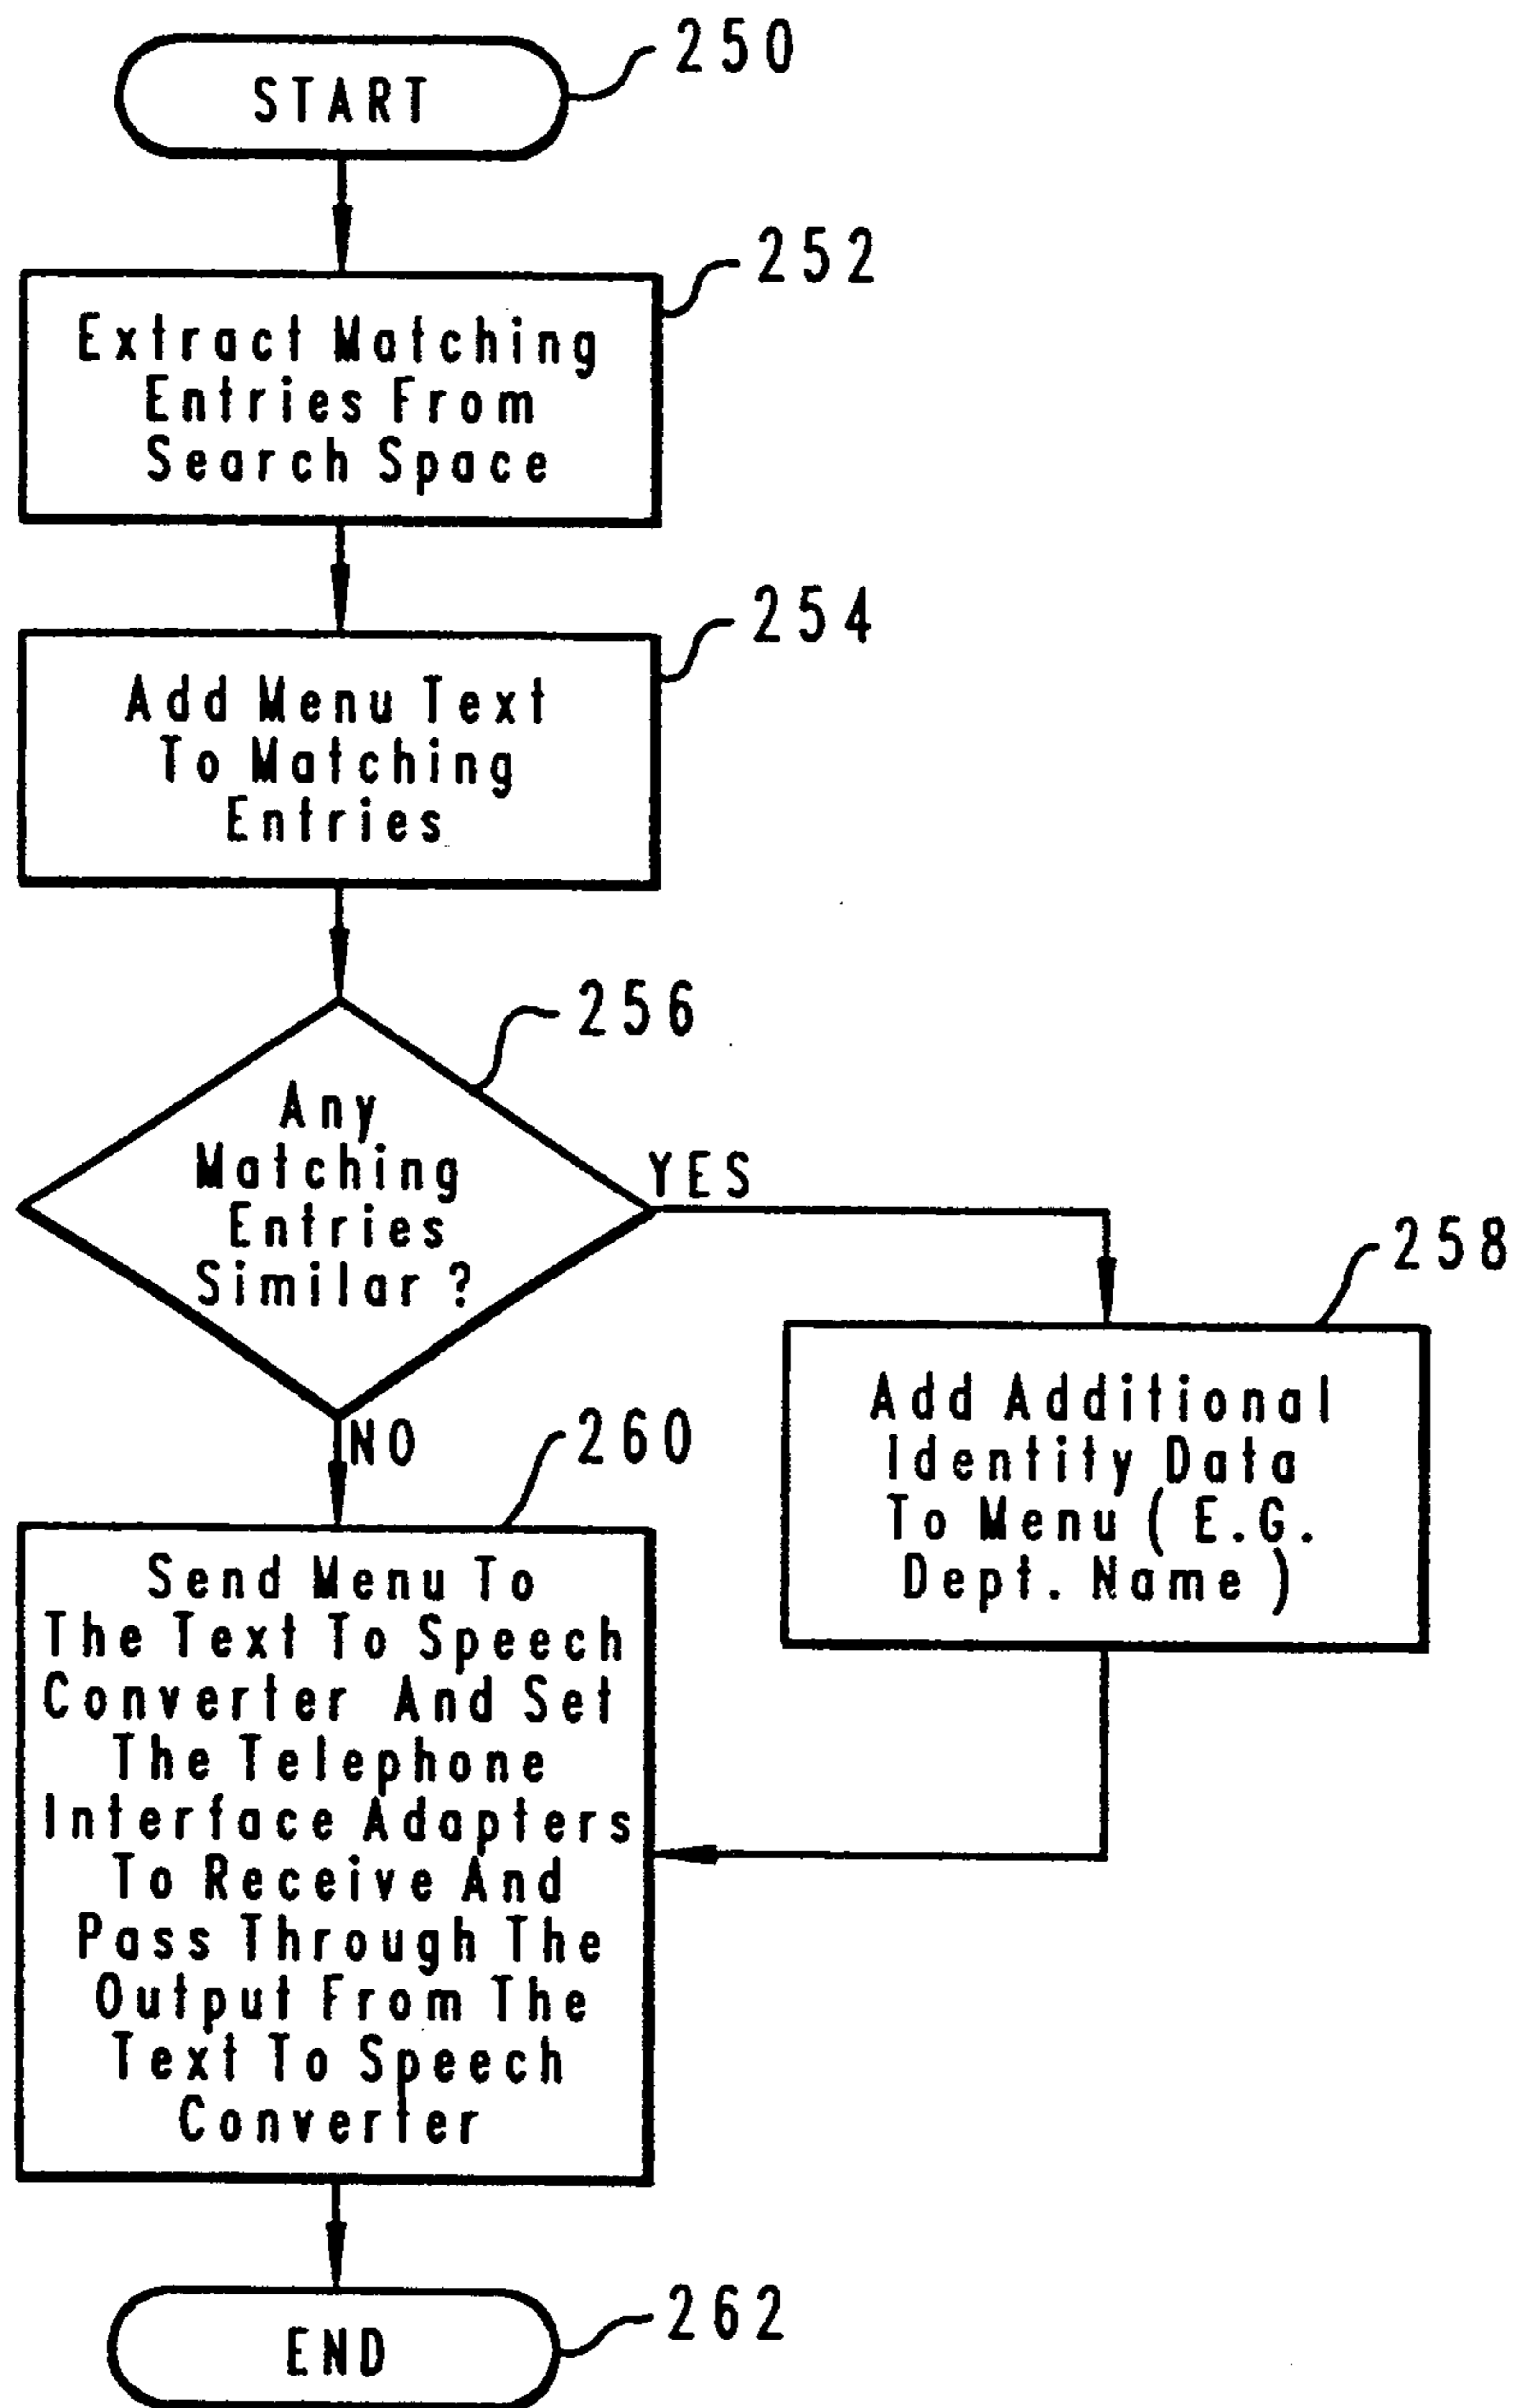 250
START
252
Extract Matching
Entries From
Search Space
254
Add Menu Text
To Matching
Entries
256
Any
Matching
Entries
Similar ?
YES
258
Add Additional
Identity Data
To Menu ( E.G.
Dept. Name )
NO
260
Send Menu To
The Text To Speech
Converter And Set
The Telephone
Interface Adapters
To Receive And
Pass Through The
Output From The
Text To Speech
Converter
262
END